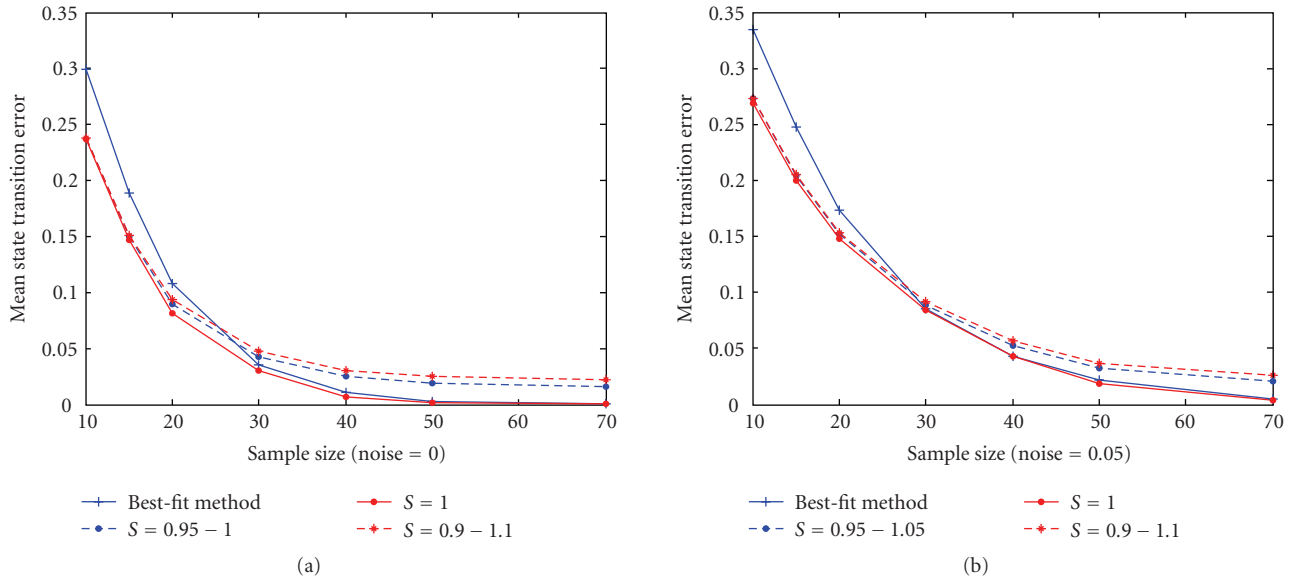 0.35
0.3
0.25
0.2
0.15
0.1
0.05
0
Mean state transition error
10 20 30 40 50 60 70
Sample size (noise = 0)
Best-fit method
S = 0.95 − 1
S = 1
S = 0.9 − 1.1
(a)
0.35
0.3
0.25
0.2
0.15
0.1
0.05
0
Mean state transition error
10 20 30 40 50 60 70
Sample size (noise = 0.05)
Best-fit method
S = 0.95 − 1.05
S = 1
S = 0.9 − 1.1
(b)